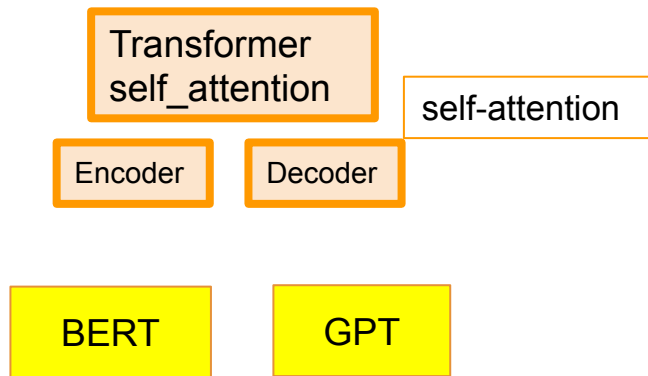 Transformer
self_attention
self-attention
Encoder
Decoder
BERT
GPT